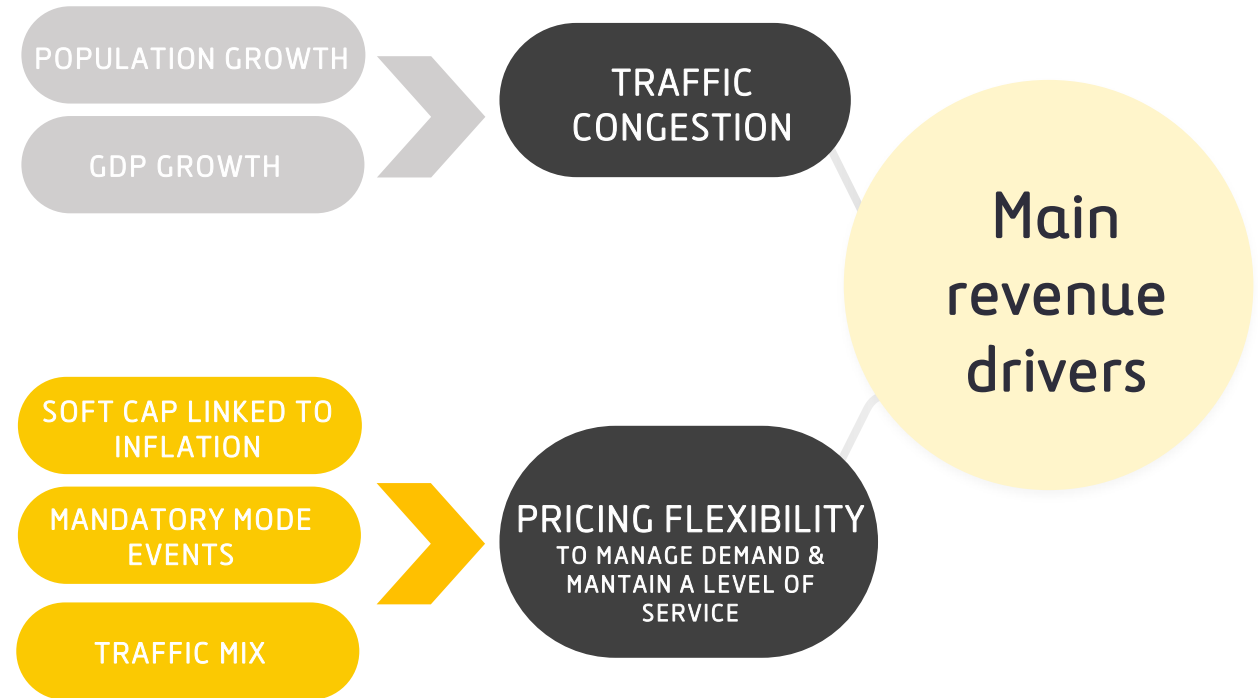 POPULATION GROWTH
GDP GROWTH
TRAFFIC
CONGESTION
Main
revenue
drivers
SOFT CAP LINKED TO
INFLATION
MANDATORY MODE
EVENTS
TRAFFIC MIX
PRICING FLEXIBILITY
TO MANAGE DEMAND &
MANTAIN A LEVEL OF
SERVICE